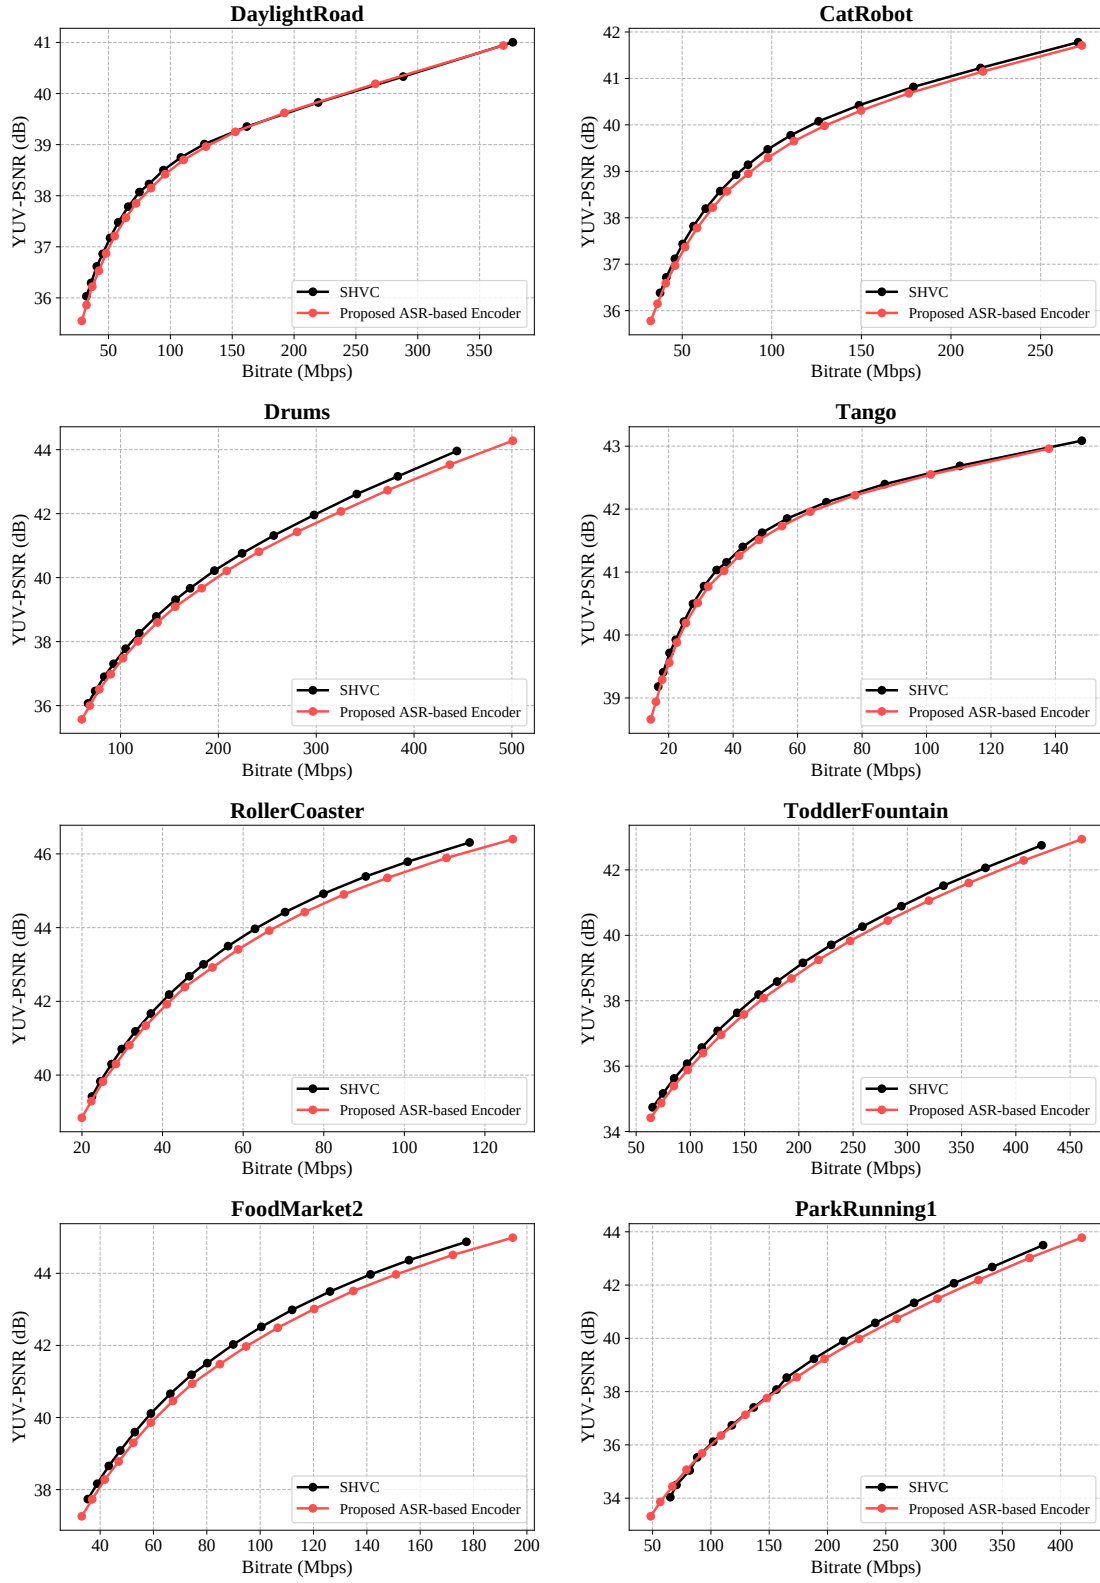 DaylightRoad
YUV-PSNR (dB)
41
40
39
38
37
36
50 100 150 200 250 300 350
Bitrate (Mbps)
SHVC
Proposed ASR-based Encoder
CatRobot
YUV-PSNR (dB)
42
41
40
39
38
37
36
50 100 150 200 250
Bitrate (Mbps)
SHVC
Proposed ASR-based Encoder
Drums
YUV-PSNR (dB)
44
42
40
38
36
100 200 300 400 500
Bitrate (Mbps)
SHVC
Proposed ASR-based Encoder
Tango
YUV-PSNR (dB)
43
42
41
40
39
20 40 60 80 100 120 140
Bitrate (Mbps)
SHVC
Proposed ASR-based Encoder
RollerCoaster
YUV-PSNR (dB)
46
44
42
40
20 40 60 80 100 120
Bitrate (Mbps)
SHVC
Proposed ASR-based Encoder
ToddlerFountain
YUV-PSNR (dB)
42
40
38
36
34
50 100 150 200 250 300 350 400 450
Bitrate (Mbps)
SHVC
Proposed ASR-based Encoder
FoodMarket2
YUV-PSNR (dB)
44
42
40
38
40 60 80 100 120 140 160 180 200
Bitrate (Mbps)
SHVC
Proposed ASR-based Encoder
ParkRunning1
YUV-PSNR (dB)
44
42
40
38
36
34
50 100 150 200 250 300 350 400
Bitrate (Mbps)
SHVC
Proposed ASR-based Encoder